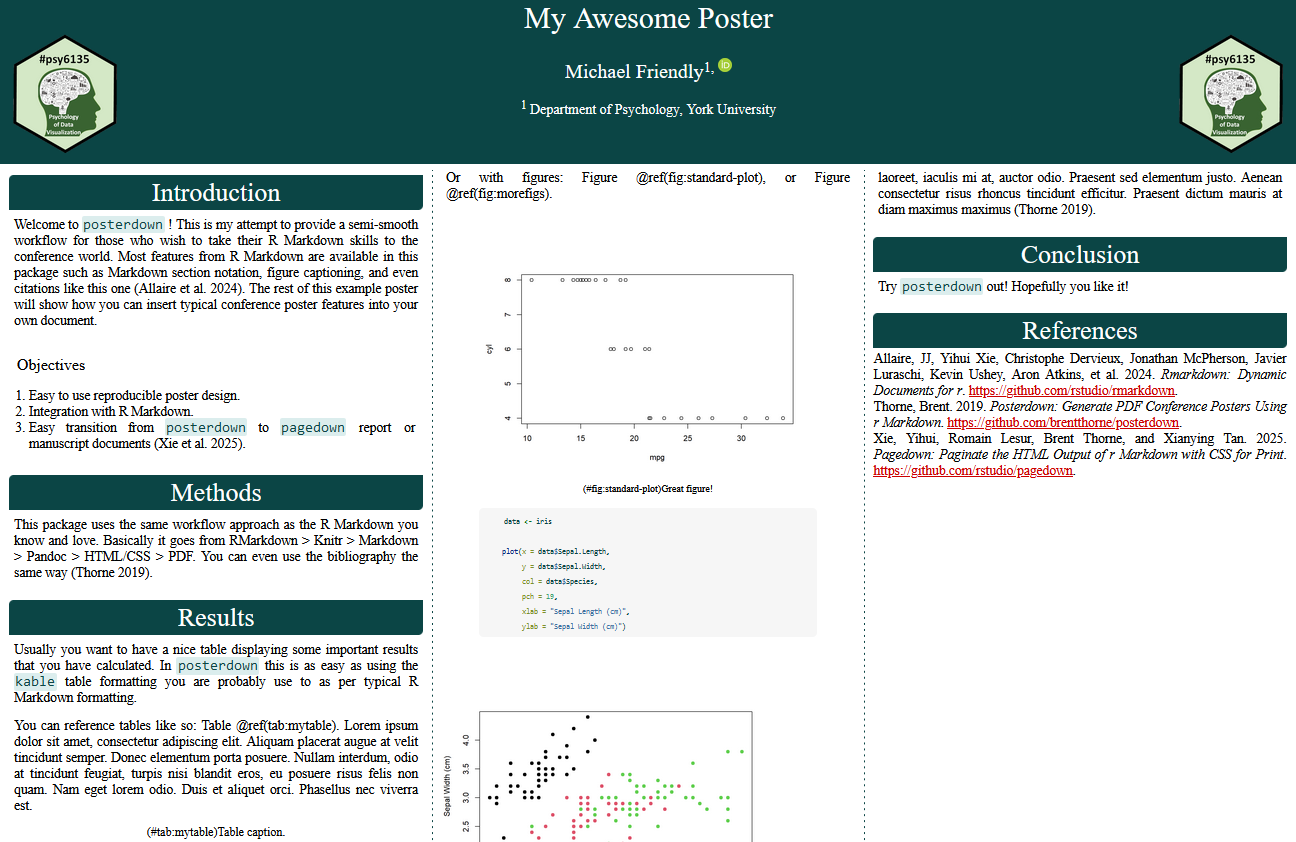 My Awesome Poster
#psy6135
Psychology
of Data
Visualization
Michael Friendly1, iD
1 Department of Psychology, York University
#psy6135
Psychology
of Data
Visualization
Introduction
Welcome to posterdown ! This is my attempt to provide a semi-smooth
workflow for those who wish to take their R Markdown skills to the
conference world. Most features from R Markdown are available in this
package such as Markdown section notation, figure captioning, and even
citations like this one (Allaire et al. 2024). The rest of this example poster
will show how you can insert typical conference poster features into your
own document.
Objectives
1. Easy to use reproducible poster design.
2. Integration with R Markdown.
3. Easy transition from posterdown to pagedown report or
manuscript documents (Xie et al. 2025).
Methods
This package uses the same workflow approach as the R Markdown you
know and love. Basically it goes from RMarkdown > Knitr > Markdown
> Pandoc > HTML/CSS > PDF. You can even use the bibliography the
same way (Thorne 2019).
Results
Usually you want to have a nice table displaying some important results
that you have calculated. In posterdown this is as easy as using the
kable table formatting you are probably use to as per typical R
Markdown formatting.
You can reference tables like so: Table @ref(tab:mytable). Lorem ipsum
dolor sit amet, consectetur adipiscing elit. Aliquam placerat augue at velit
tincidunt semper. Donec elementum porta posuere. Nullam interdum, odio
at tincidunt feugiat, turpis nisi blandit eros, eu posuere risus felis non
quam. Nam eget lorem odio. Duis et aliquet orci. Phasellus nec viverra
est.
(#tab:mytable)Table caption.
Or with figures: Figure @ref(fig:standard-plot), or Figure
@ref(fig:morefigs).
8
7
6
5
4
cyl
10 15 20 25 30
mpg
(#fig:standard-plot)Great figure!
data <- iris
plot(x = data$Sepal.Length,
y = data$Sepal.Width,
col = data$Species,
pch = 19,
xlab = "Sepal Length (cm)",
ylab = "Sepal Width (cm)")
4.0
3.5
3.0
2.5
Sepal Width (cm)
laoreet, iaculis mi at, auctor odio. Praesent sed elementum justo. Aenean
consectetur risus rhoncus tincidunt efficitur. Praesent dictum mauris at
diam maximus maximus (Thorne 2019).
Conclusion
Try posterdown out! Hopefully you like it!
References
Allaire, JJ, Yihui Xie, Christophe Dervieux, Jonathan McPherson, Javier
Luraschi, Kevin Ushey, Aron Atkins, et al. 2024. Rmarkdown: Dynamic
Documents for r. https://github.com/rstudio/rmarkdown.
Thorne, Brent. 2019. Posterdown: Generate PDF Conference Posters Using
r Markdown. https://github.com/brentthorne/posterdown.
Xie, Yihui, Romain Lesur, Brent Thorne, and Xianying Tan. 2025.
Pagedown: Paginate the HTML Output of r Markdown with CSS for Print.
https://github.com/rstudio/pagedown.